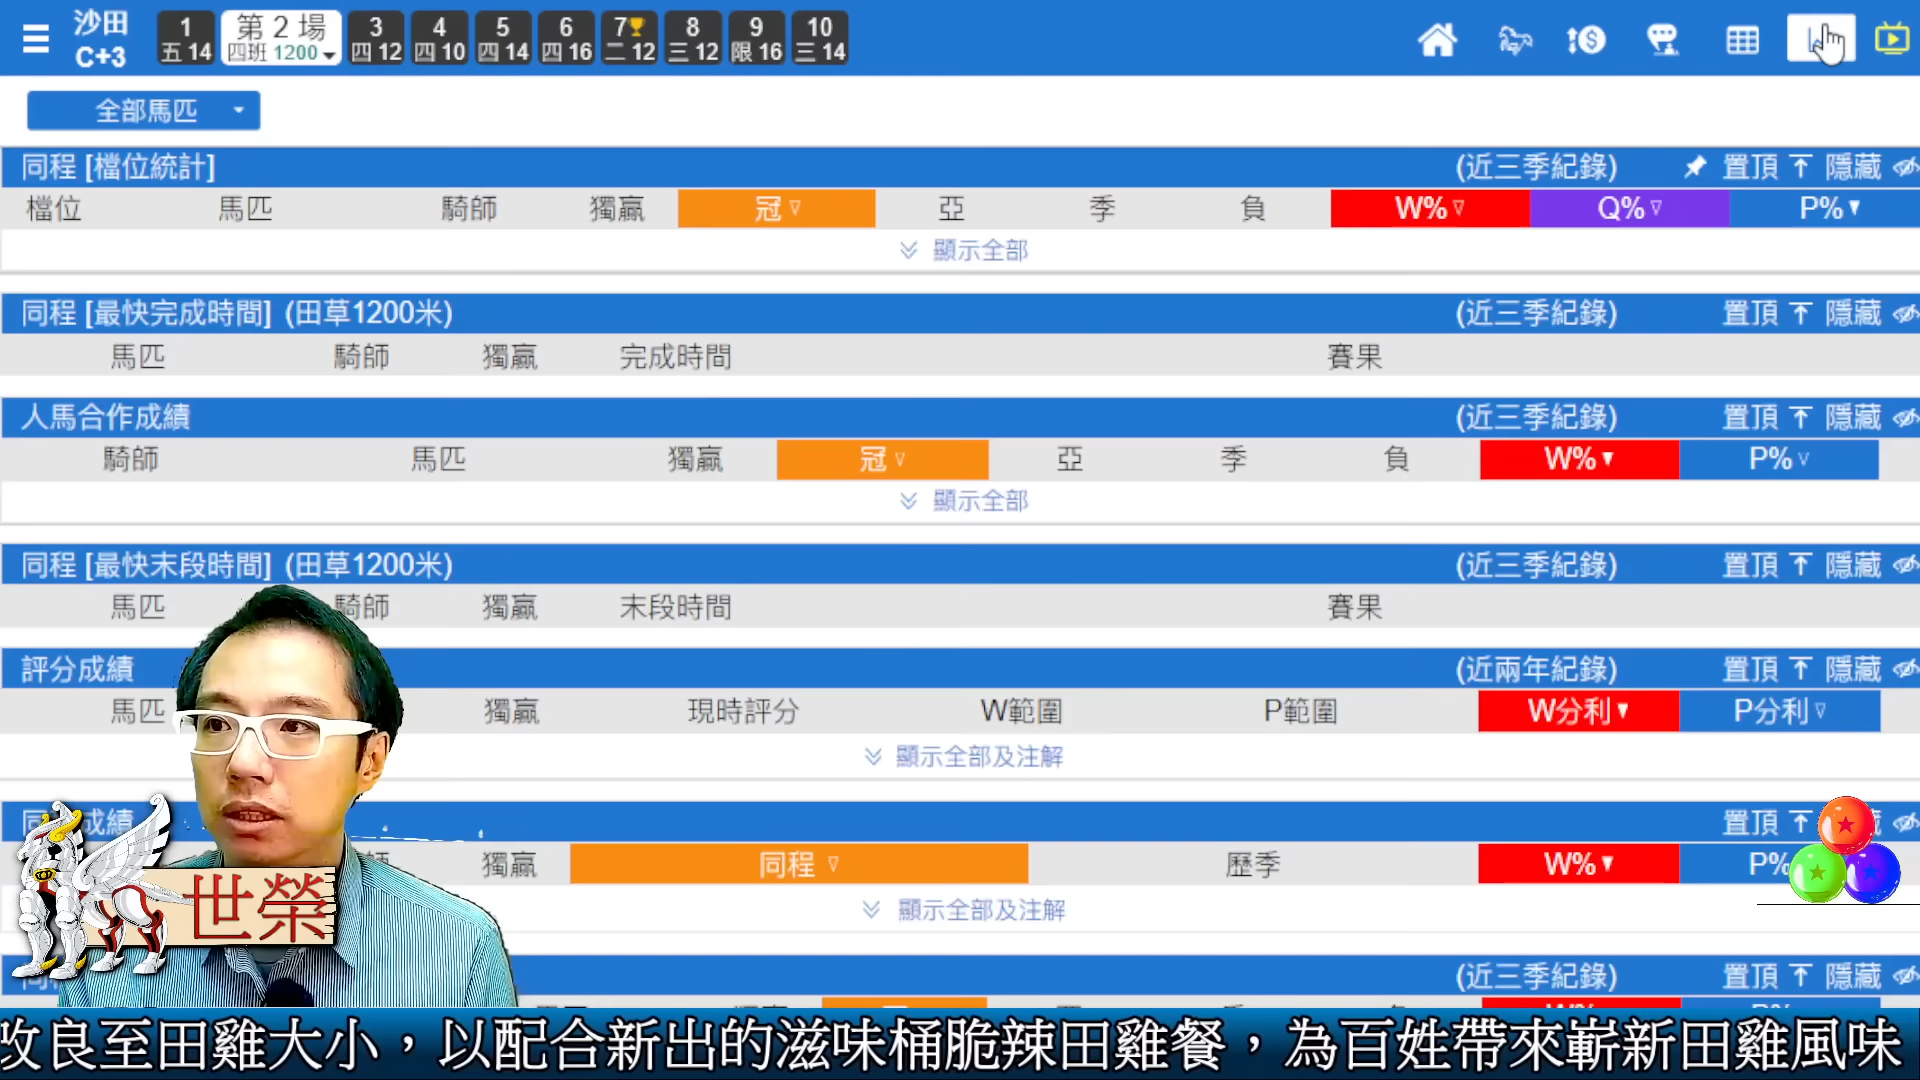 沙田
C+3
1
五 14
第 2 場
四班 1200
3
四 12
4
四 10
5
四 14
6
四 16
7
二 12
8
三 12
9
限 16
10
三 14
全部馬匹
同程 [檔位統計] (近三季紀錄) 置頂 隱藏
檔位 馬匹 騎師 獨贏 冠 亞 季 負 W% Q% P%
顯示全部
同程 [最快完成時間] (田草1200米) (近三季紀錄) 置頂 隱藏
馬匹 騎師 獨贏 完成時間 賽果
人馬合作成績 (近三季紀錄) 置頂 隱藏
騎師 馬匹 獨贏 冠 亞 季 負 W% P%
顯示全部
同程 [最快末段時間] (田草1200米) (近三季紀錄) 置頂 隱藏
馬匹 騎師 獨贏 末段時間 賽果
評分成績 (近兩年紀錄) 置頂 隱藏
馬匹 獨贏 現時評分 W範圍 P範圍 W分利 P分利
顯示全部及注解
成績 置頂
獨贏 同程 歷季 W% P%
顯示全部及注解
(近三季紀錄) 置頂 隱藏
世榮
改良至田雞大小，以配合新出的滋味桶脆辣田雞餐，為百姓帶來嶄新田雞風味